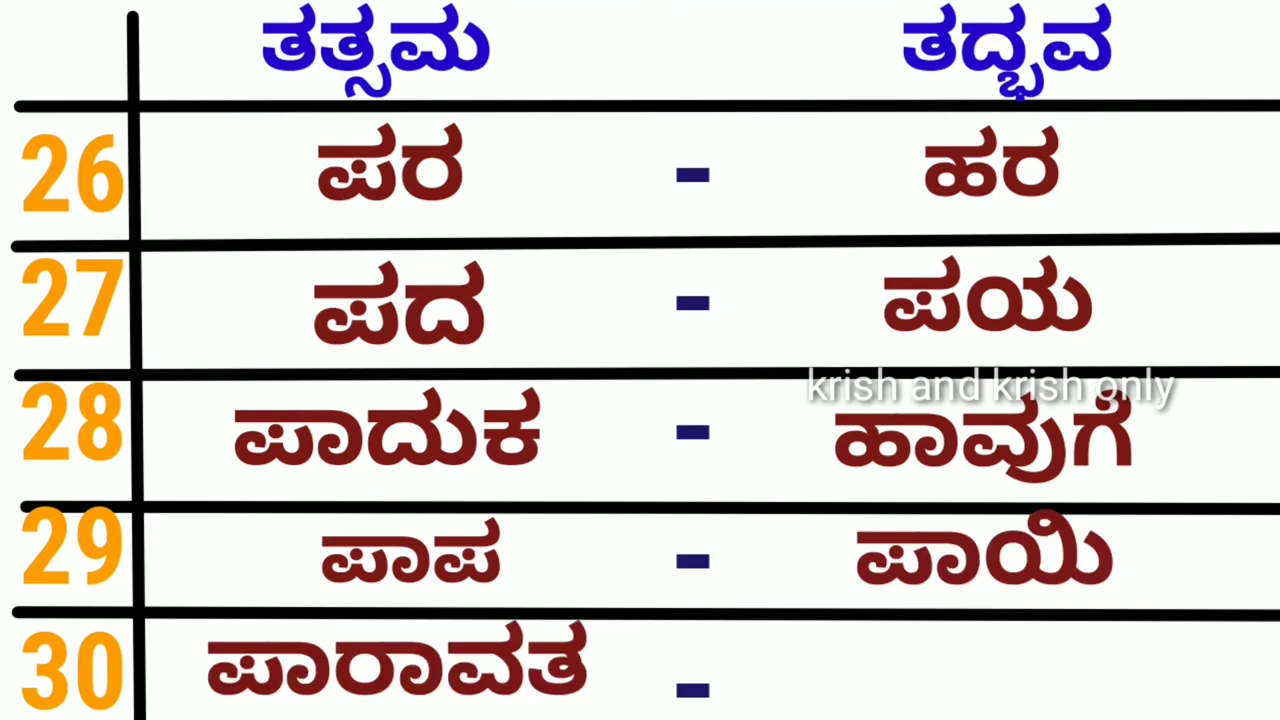 ತತ್ಸಮ ತದ್ಭವ
26 ಪರ - ಹರ
27 ಪದ - ಪಯ
krish and krish only
28 ಪಾದುಕ - ಹಾವುಗೆ
29 ಪಾಪ - ಪಾಯಿ
30 ಪಾರಾವತ -